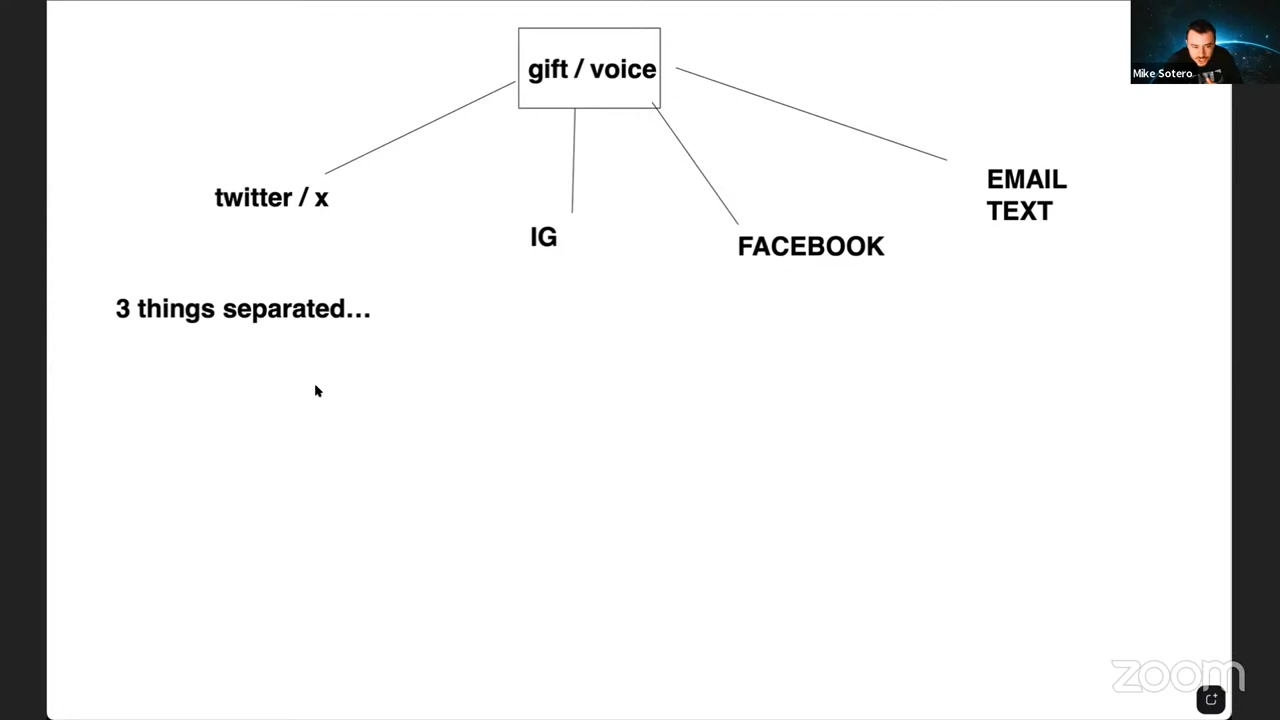 gift / voice
Mike Sotero
twitter / x
IG
FACEBOOK
EMAIL
TEXT
3 things separated...
zoom